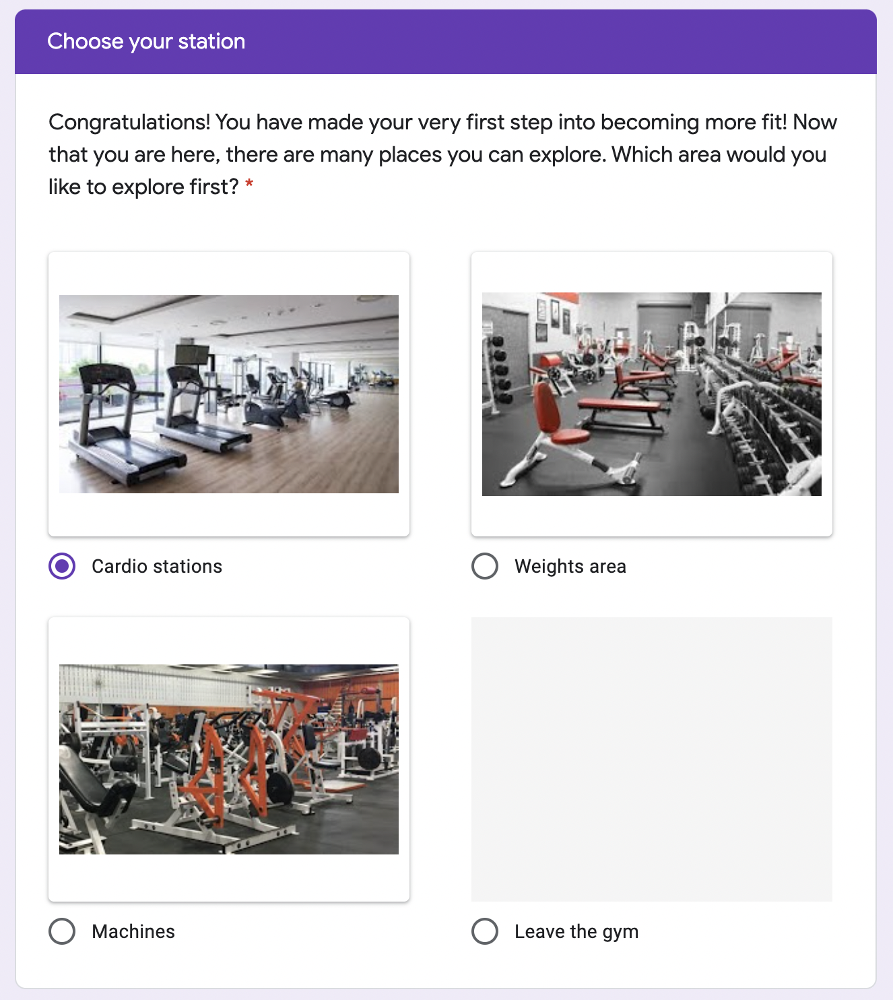 Choose your station
Congratulations! You have made your very first step into becoming more fit! Now
that you are here, there are many places you can explore. Which area would you
like to explore first? *
Cardio stations
Weights area
Machines
Leave the gym